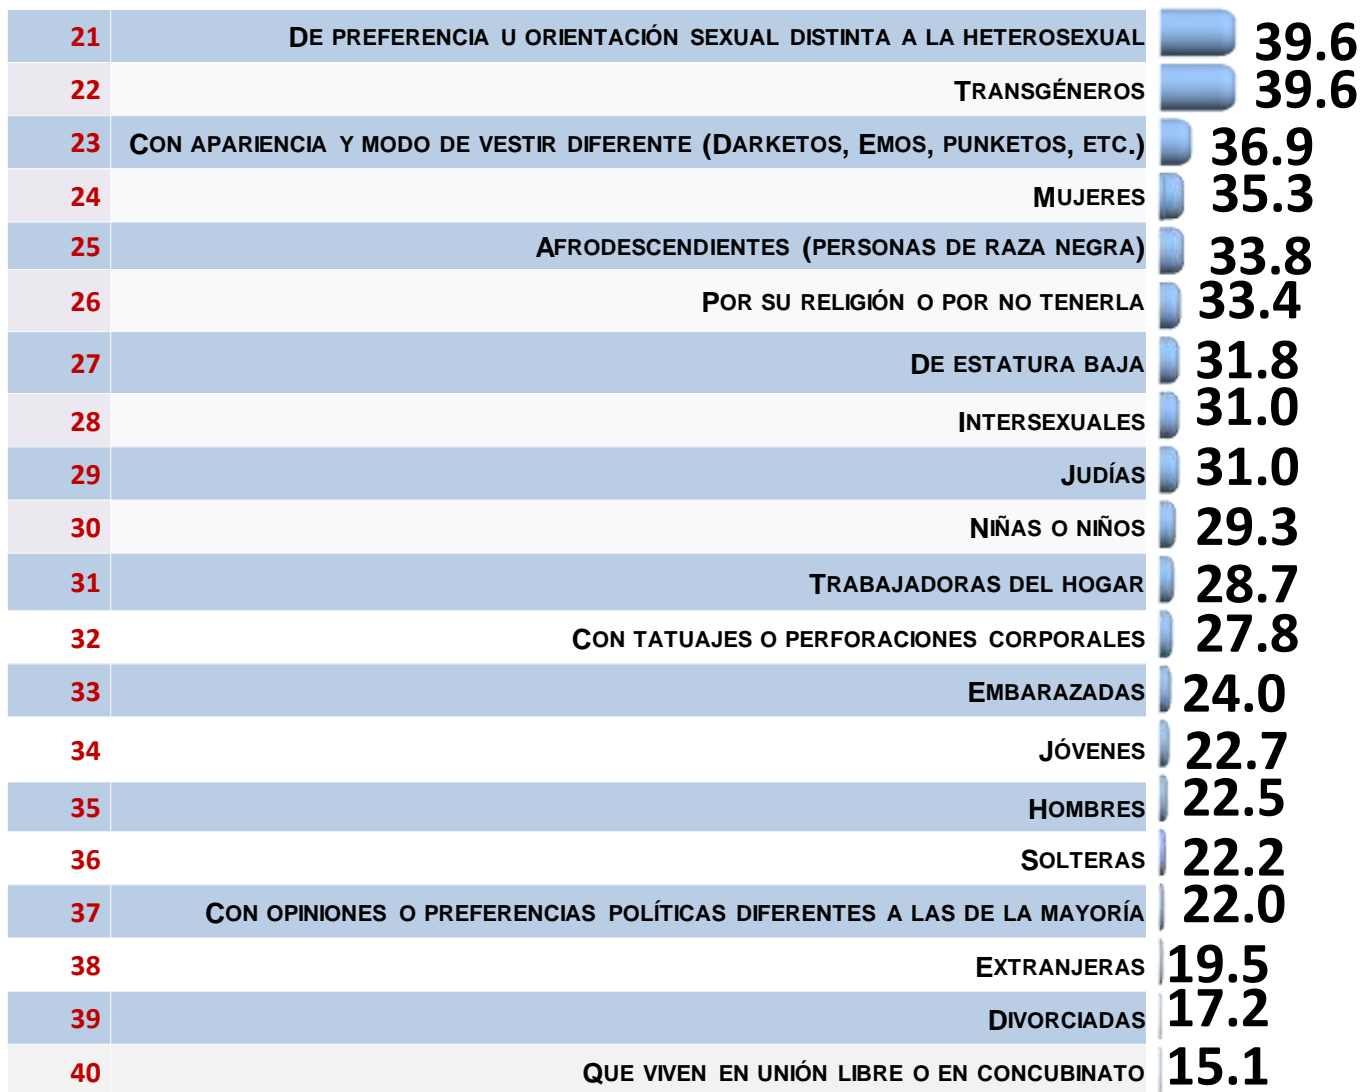 21 DE PREFERENCIA U ORIENTACIÓN SEXUAL DISTINTA A LA HETEROSEXUAL 39.6
22 TRANSGÉNEROS 39.6
23 CON APARIENCIA Y MODO DE VESTIR DIFERENTE (DARKETOS, EMOS, PUNKETOS, ETC.) 36.9
24 MUJERES 35.3
25 AFRODESCENDIENTES (PERSONAS DE RAZA NEGRA) 33.8
26 POR SU RELIGIÓN O POR NO TENERLA 33.4
27 DE ESTATURA BAJA 31.8
28 INTERSEXUALES 31.0
29 JUDÍAS 31.0
30 NIÑAS O NIÑOS 29.3
31 TRABAJADORAS DEL HOGAR 28.7
32 CON TATUAJES O PERFORACIONES CORPORALES 27.8
33 EMBARAZADAS 24.0
34 JÓVENES 22.7
35 HOMBRES 22.5
36 SOLTERAS 22.2
37 CON OPINIONES O PREFERENCIAS POLÍTICAS DIFERENTES A LAS DE LA MAYORÍA 22.0
38 EXTRANJERAS 19.5
39 DIVORCIADAS 17.2
40 QUE VIVEN EN UNIÓN LIBRE O EN CONCUBINATO 15.1